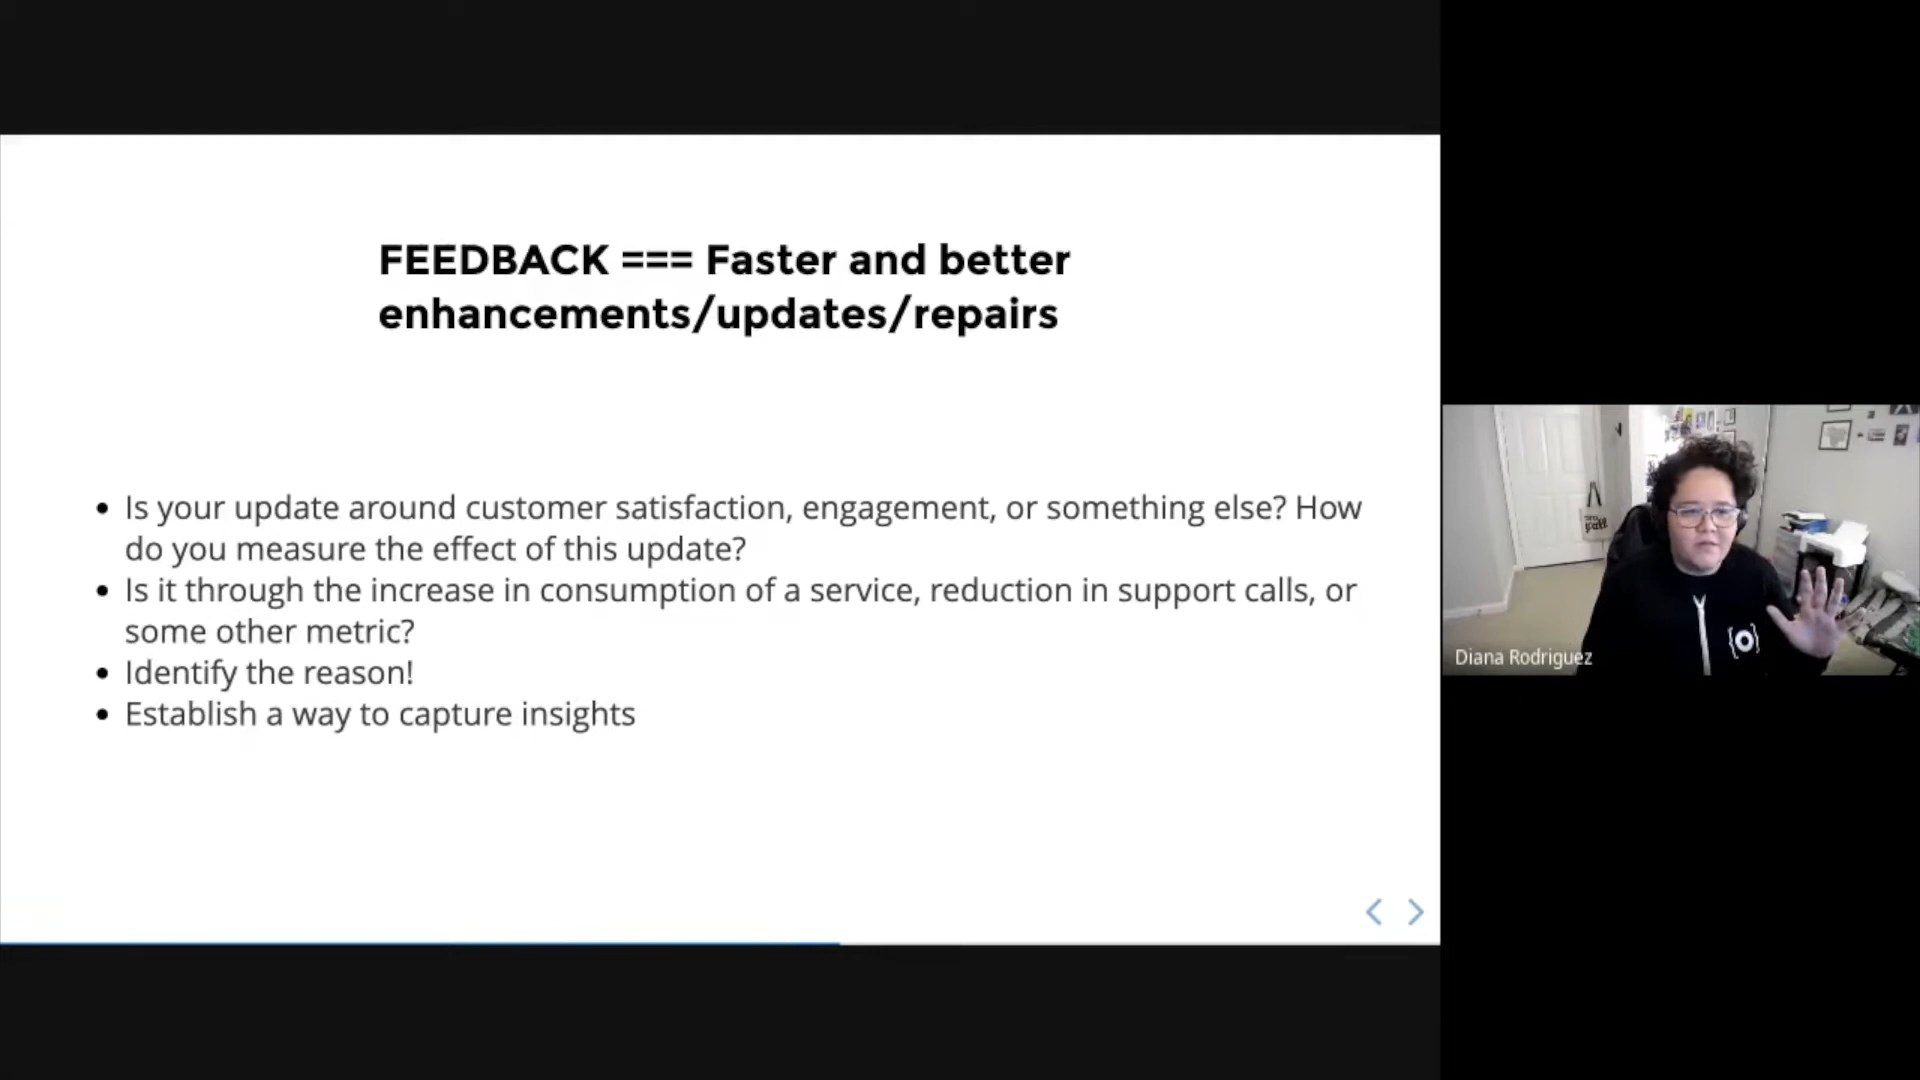 FEEDBACK === Faster and better
enhancements/updates/repairs
• Is your update around customer satisfaction, engagement, or something else? How
do you measure the effect of this update?
• Is it through the increase in consumption of a service, reduction in support calls, or
some other metric?
• Identify the reason!
• Establish a way to capture insights
Diana Rodriguez